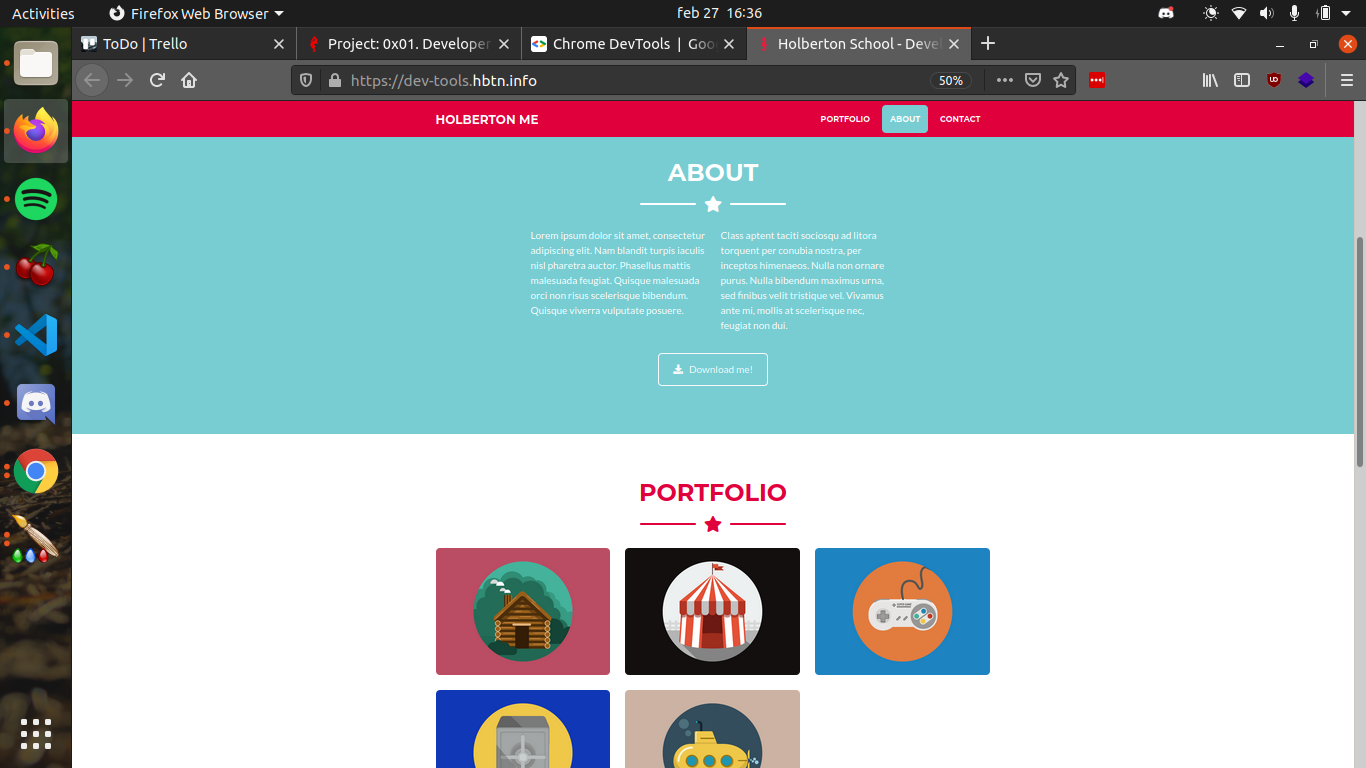 Activities
Firefox Web Browser
feb 27 16:36
ToDo | Trello
Project: 0x01. Developer
Chrome DevTools | Goo
Holberton School - Devel
https://dev-tools.hbtn.info
50%
HOLBERTON ME
PORTFOLIO
ABOUT
CONTACT
ABOUT
Lorem ipsum dolor sit amet, consectetur
adipiscing elit. Nam blandit turpis iaculis
nisl pharetra auctor. Phasellus mattis
malesuada feugiat. Quisque malesuada
orci non risus scelerisque bibendum.
Quisque viverra vulputate posuere.
Class aptent taciti sociosqu ad litora
torquent per conubia nostra, per
inceptos himenaeos. Nulla non ornare
purus. Nulla bibendum maximus urna,
sed finibus velit tristique vel. Vivamus
ante mi, mollis at scelerisque nec,
feugiat non dui.
Download me!
PORTFOLIO